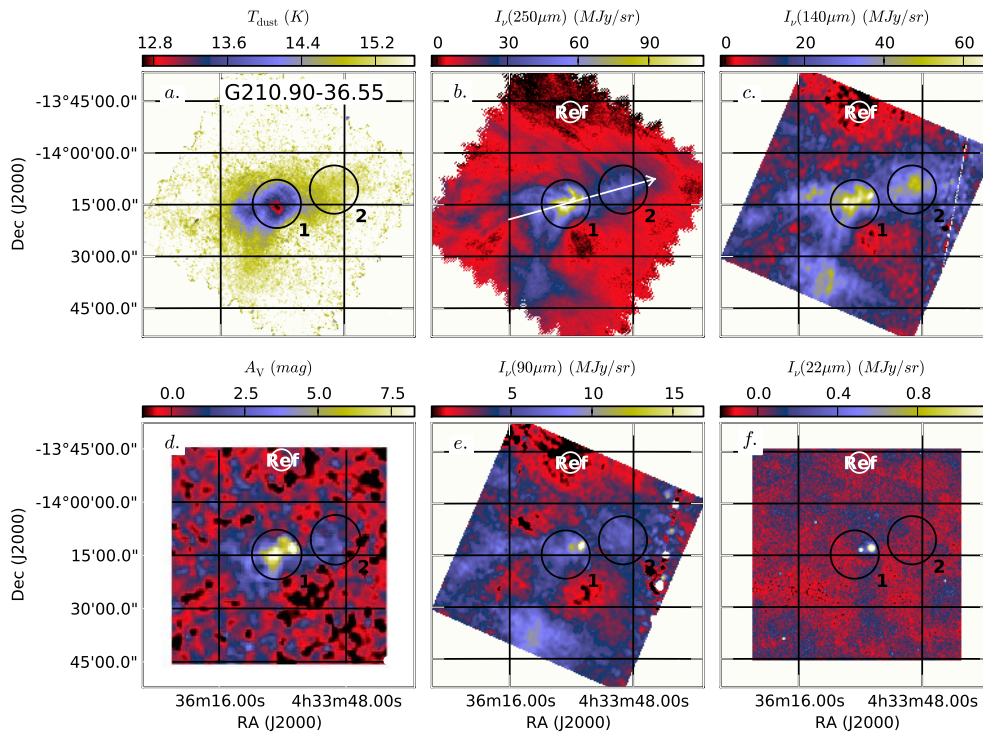 T_dust (K)
I_ν(250μm) (MJy/sr)
I_ν(140μm) (MJy/sr)
12.8 13.6 14.4 15.2
0 30 60 90
0 20 40 60
a. G210.90-36.55
b.
c.
Ref
Ref
-13°45'00.0"
-14°00'00.0"
15'00.0"
30'00.0"
45'00.0"
Dec (J2000)
1 2
1 2
1 2
A_V (mag)
I_ν(90μm) (MJy/sr)
I_ν(22μm) (MJy/sr)
0.0 2.5 5.0 7.5
5 10 15
0.0 0.4 0.8
d.
e.
f.
Ref
Ref
Ref
-13°45'00.0"
-14°00'00.0"
15'00.0"
30'00.0"
45'00.0"
Dec (J2000)
1 2
1 2
1 2
36m16.00s 4h33m48.00s
36m16.00s 4h33m48.00s
36m16.00s 4h33m48.00s
RA (J2000)
RA (J2000)
RA (J2000)